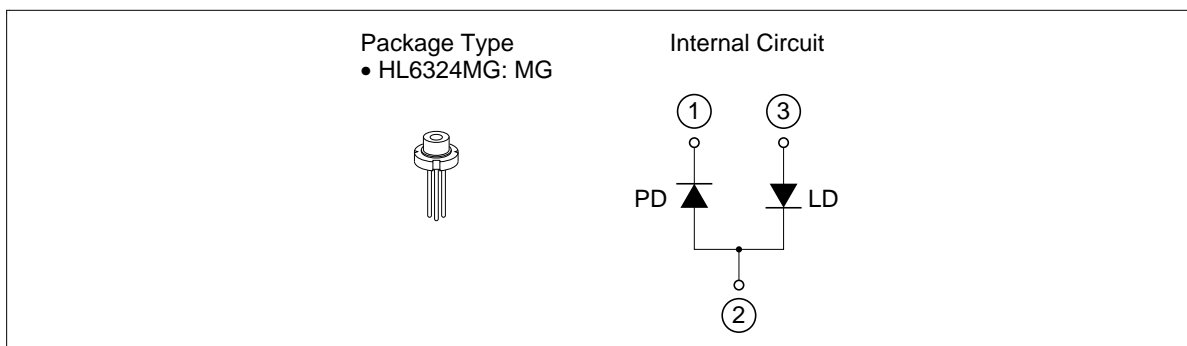 Package Type
• HL6324MG: MG
Internal Circuit
1
3
PD
LD
2